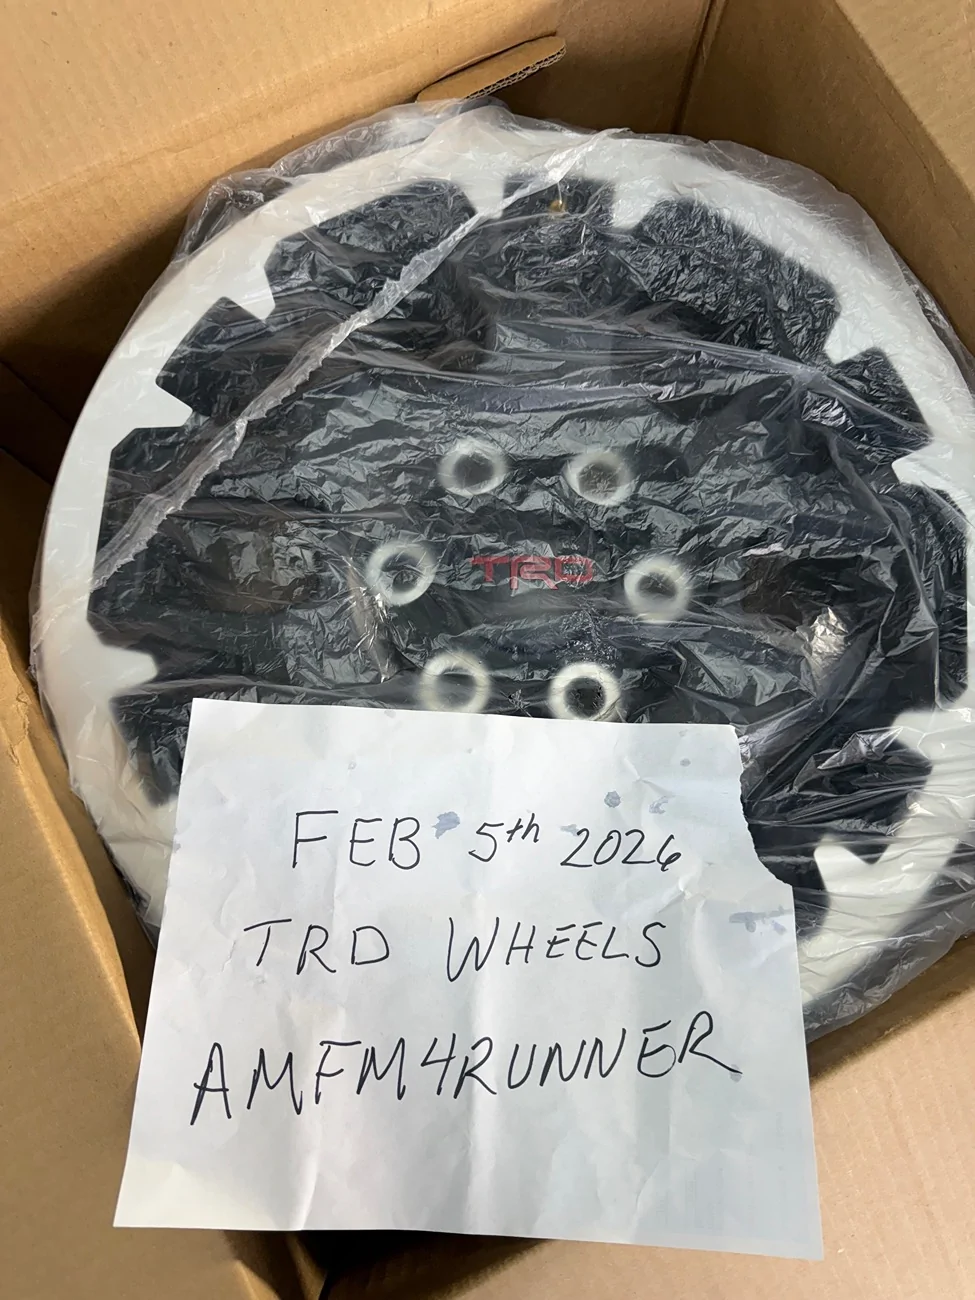 TRD
FEB 5th 2026
TRD WHEELS
AMFM4RUNNER